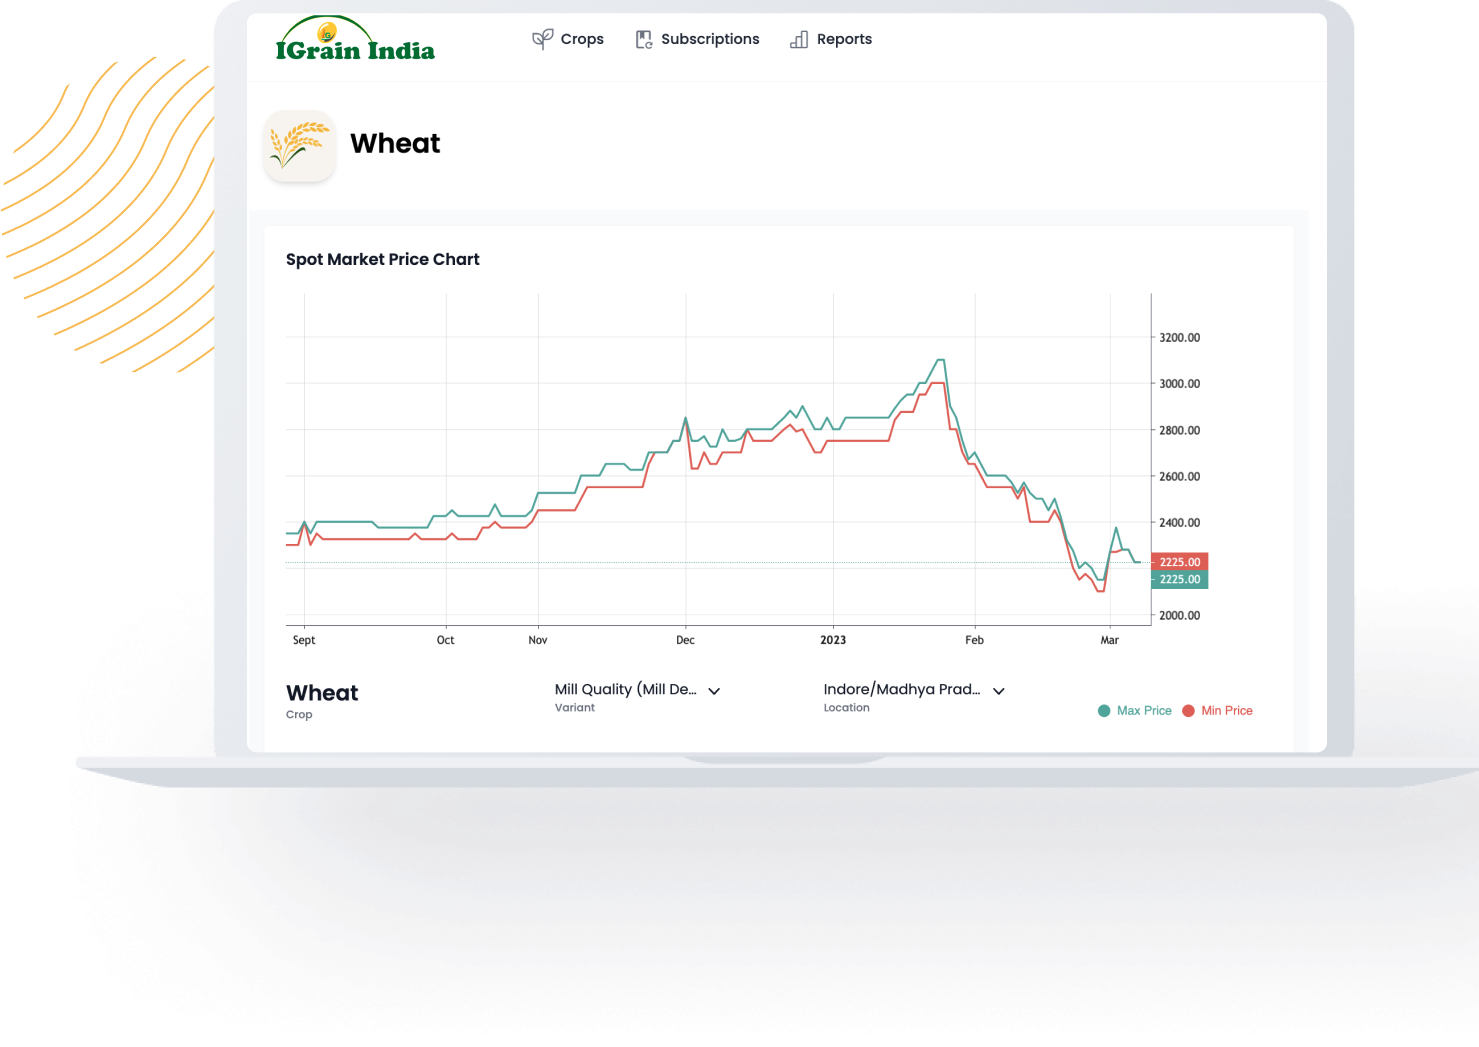 IG
IGrain India
Crops
Subscriptions
Reports
Wheat
Spot Market Price Chart
3200.00
3000.00
2800.00
2600.00
2400.00
2225.00
2225.00
2000.00
Sept Oct Nov Dec 2023 Feb Mar
Wheat
Crop
Mill Quality (Mill De...
Variant
Indore/Madhya Prad...
Location
Max Price Min Price